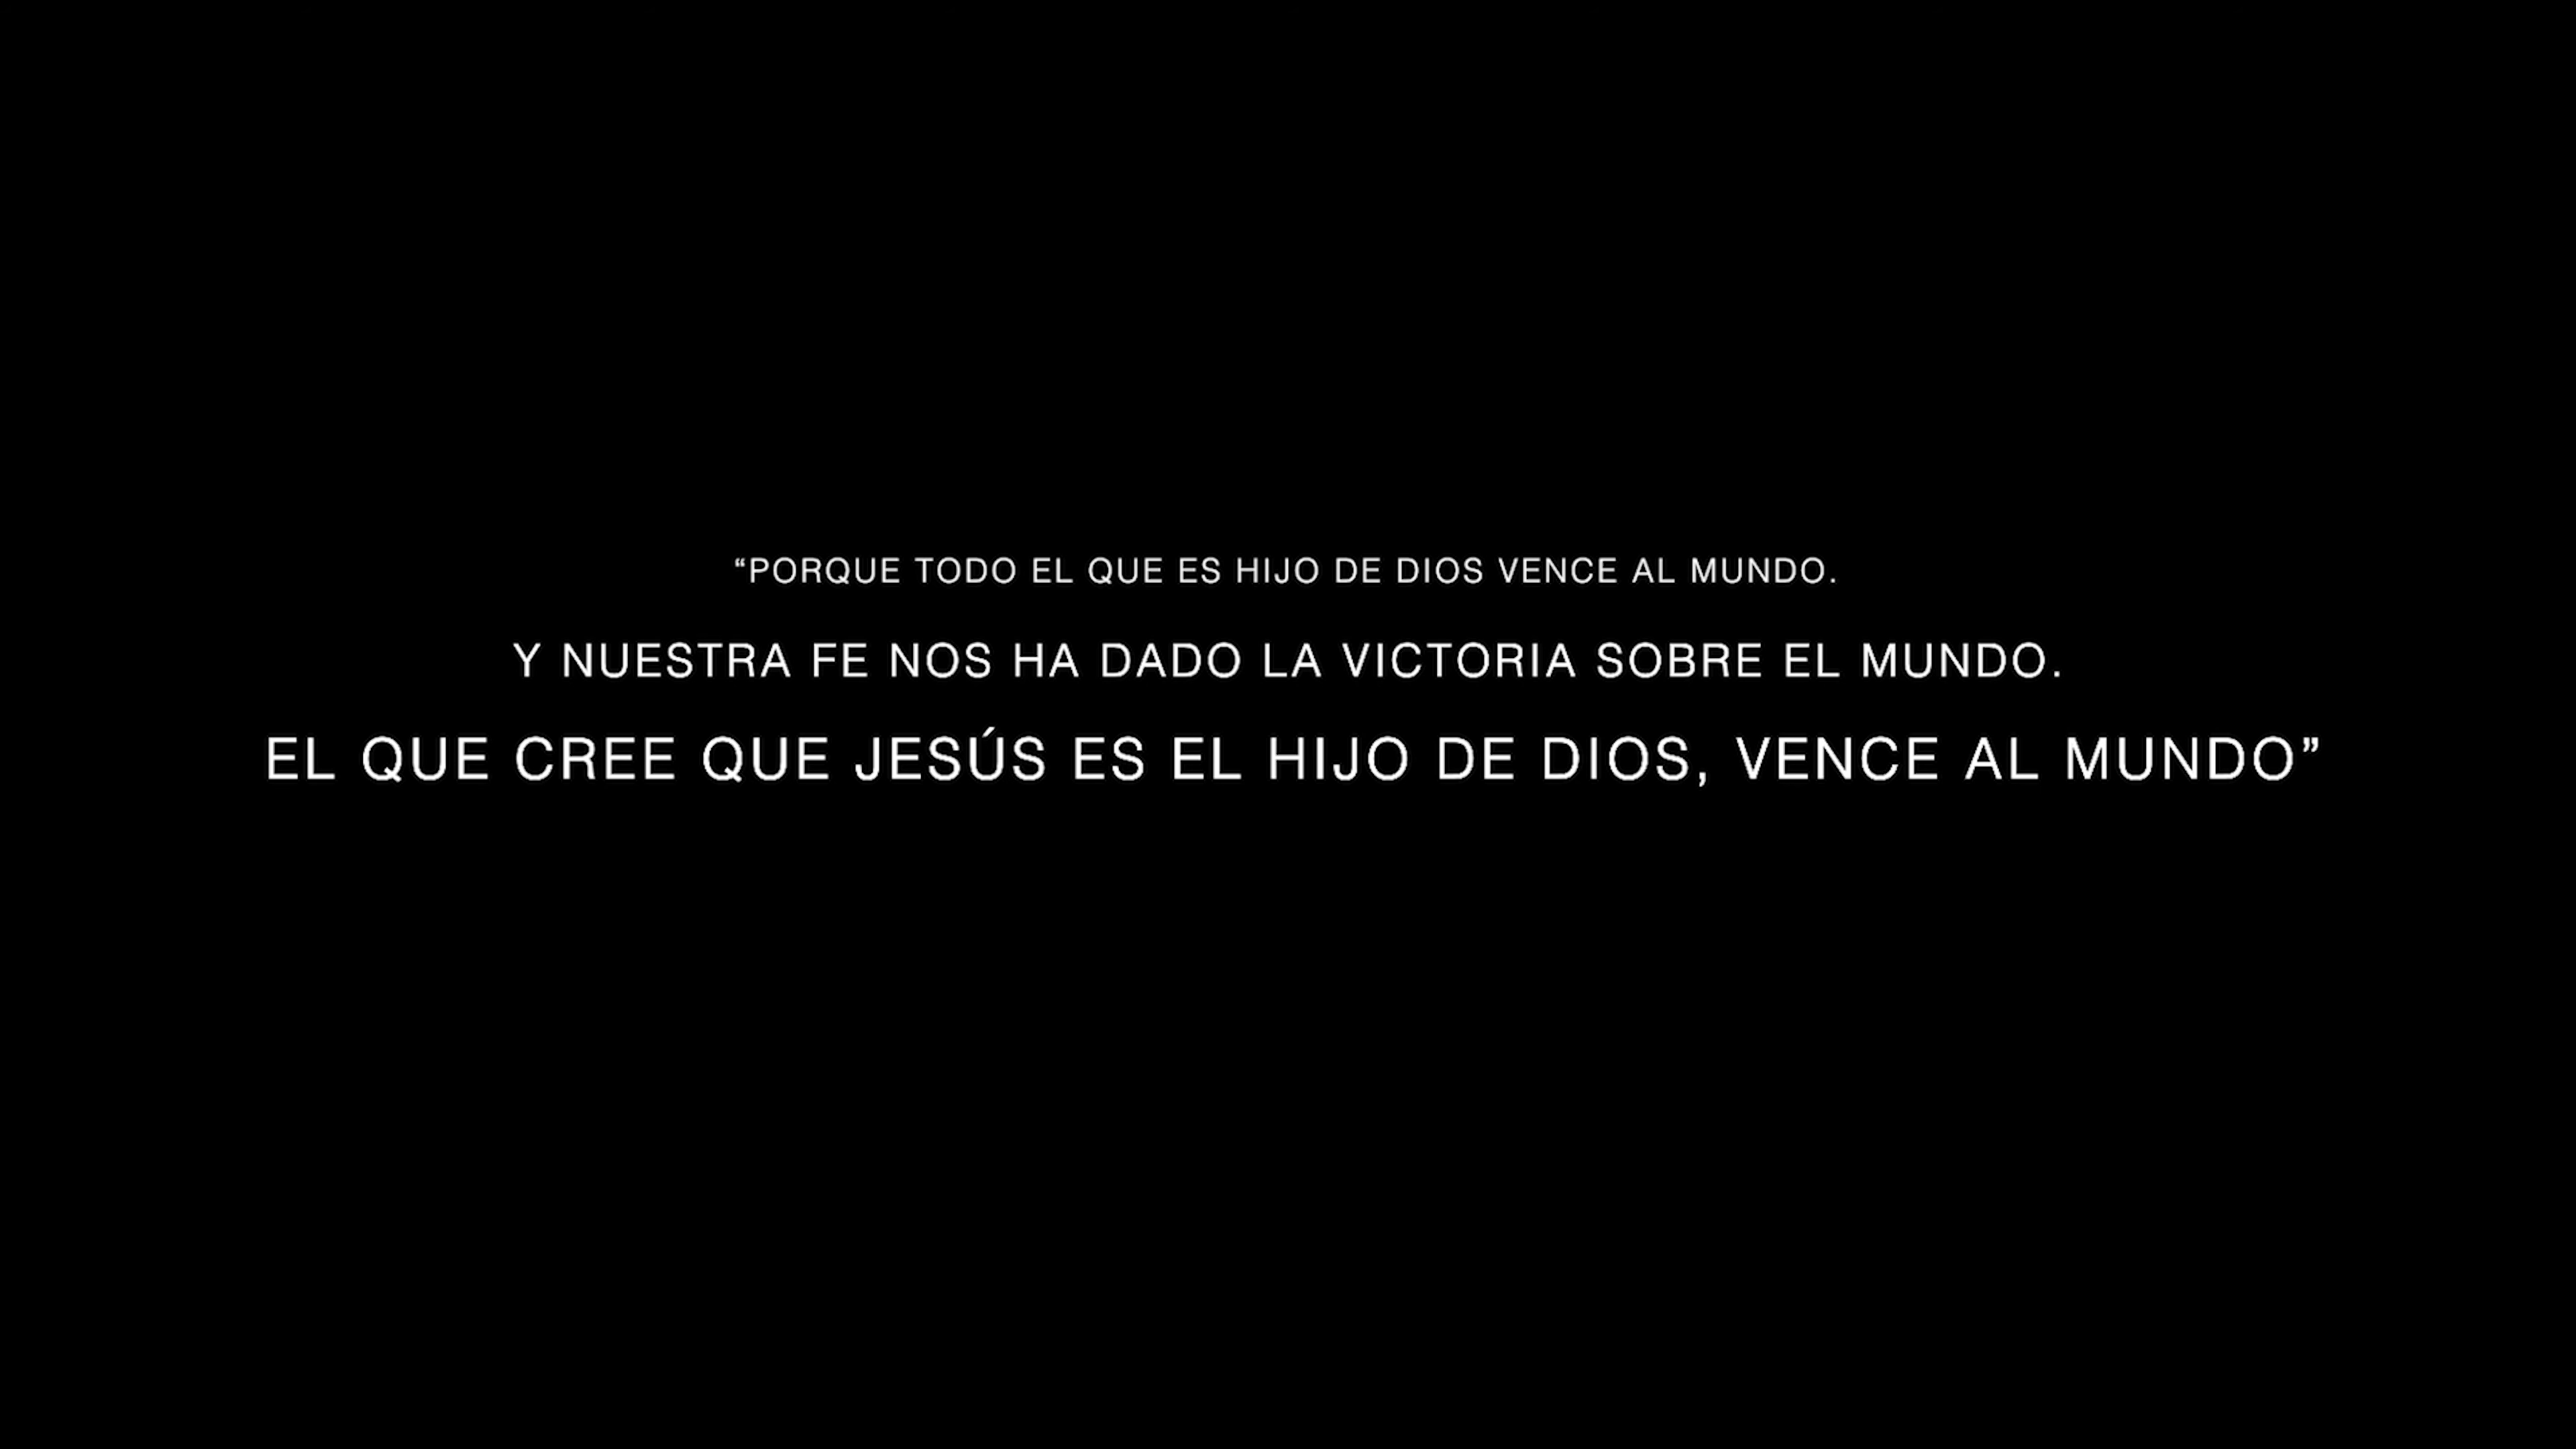 “PORQUE TODO EL QUE ES HIJO DE DIOS VENCE AL MUNDO.
Y NUESTRA FE NOS HA DADO LA VICTORIA SOBRE EL MUNDO.
EL QUE CREE QUE JESÚS ES EL HIJO DE DIOS, VENCE AL MUNDO”